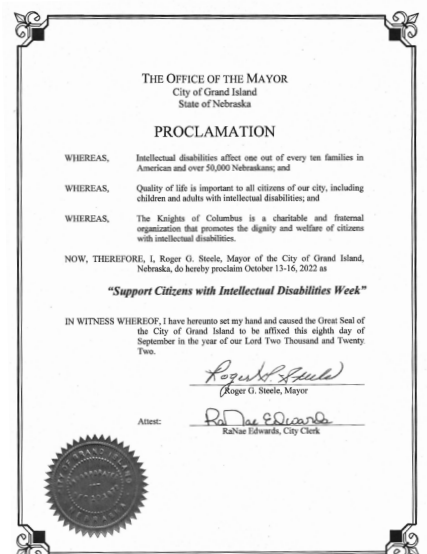 THE OFFICE OF THE MAYOR
City of Grand Island
State of Nebraska
PROCLAMATION
WHEREAS, Intellectual disabilities affect one out of every ten families in
American and over 50,000 Nebraskans; and
WHEREAS, Quality of life is important to all citizens of our city, including
children and adults with intellectual disabilities; and
WHEREAS, The Knights of Columbus is a charitable and fraternal
organization that promotes the dignity and welfare of citizens
with intellectual disabilities.
NOW, THEREFORE, I, Roger G. Steele, Mayor of the City of Grand Island,
Nebraska, do hereby proclaim October 13-16, 2022 as
"Support Citizens with Intellectual Disabilities Week"
IN WITNESS WHEREOF, I have hereunto set my hand and caused the Great Seal of
the City of Grand Island to be affixed this eighth day of
September in the year of our Lord Two Thousand and Twenty
Two.
Roger G. Steele
Roger G. Steele, Mayor
Attest: RaNae Edwards
RaNae Edwards, City Clerk
GRAND ISLAND
NEBRASKA